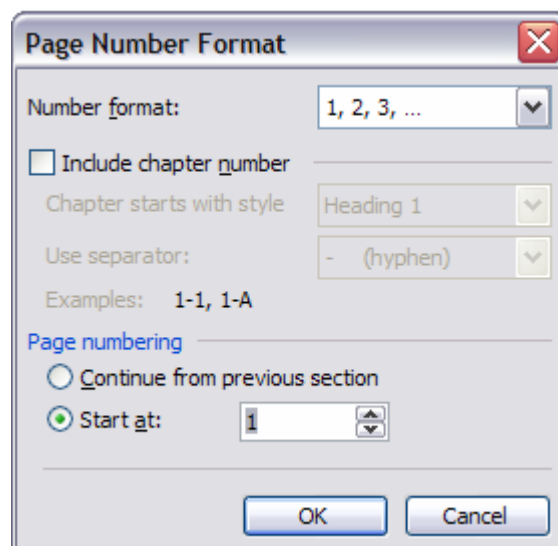 Page Number Format
Number format: 1, 2, 3, ...
Include chapter number
Chapter starts with style Heading 1
Use separator: - (hyphen)
Examples: 1-1, 1-A
Page numbering
Continue from previous section
Start at: 1
OK Cancel